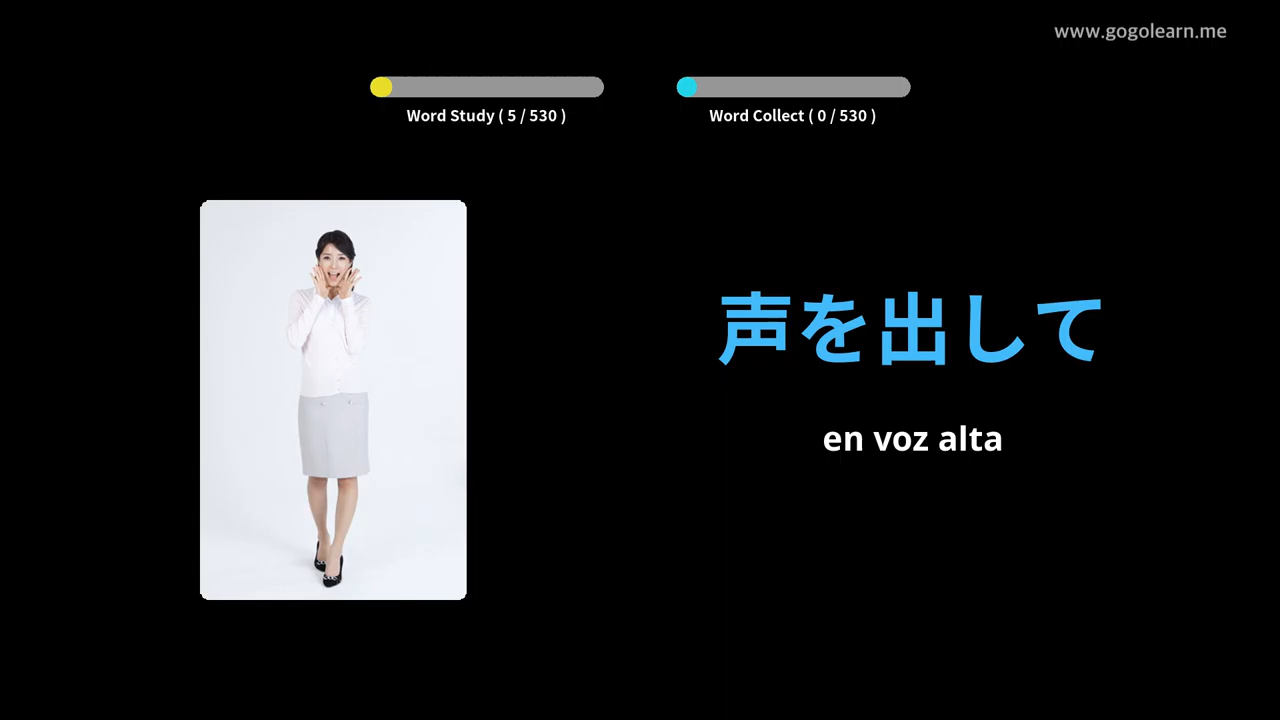 www.gogolearn.me
Word Study ( 5 / 530 )
Word Collect ( 0 / 530 )
声を出して
en voz alta